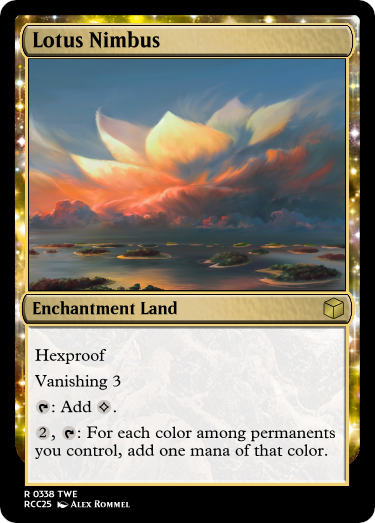 Lotus Nimbus
Enchantment Land
Hexproof
Vanishing 3
: Add .
2, : For each color among permanents
you control, add one mana of that color.
R 0338 TWE
RCC25 Alex Rommel